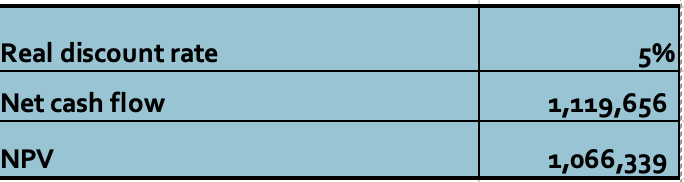 Real discount rate 5%
Net cash flow 1,119,656
NPV 1,066,339